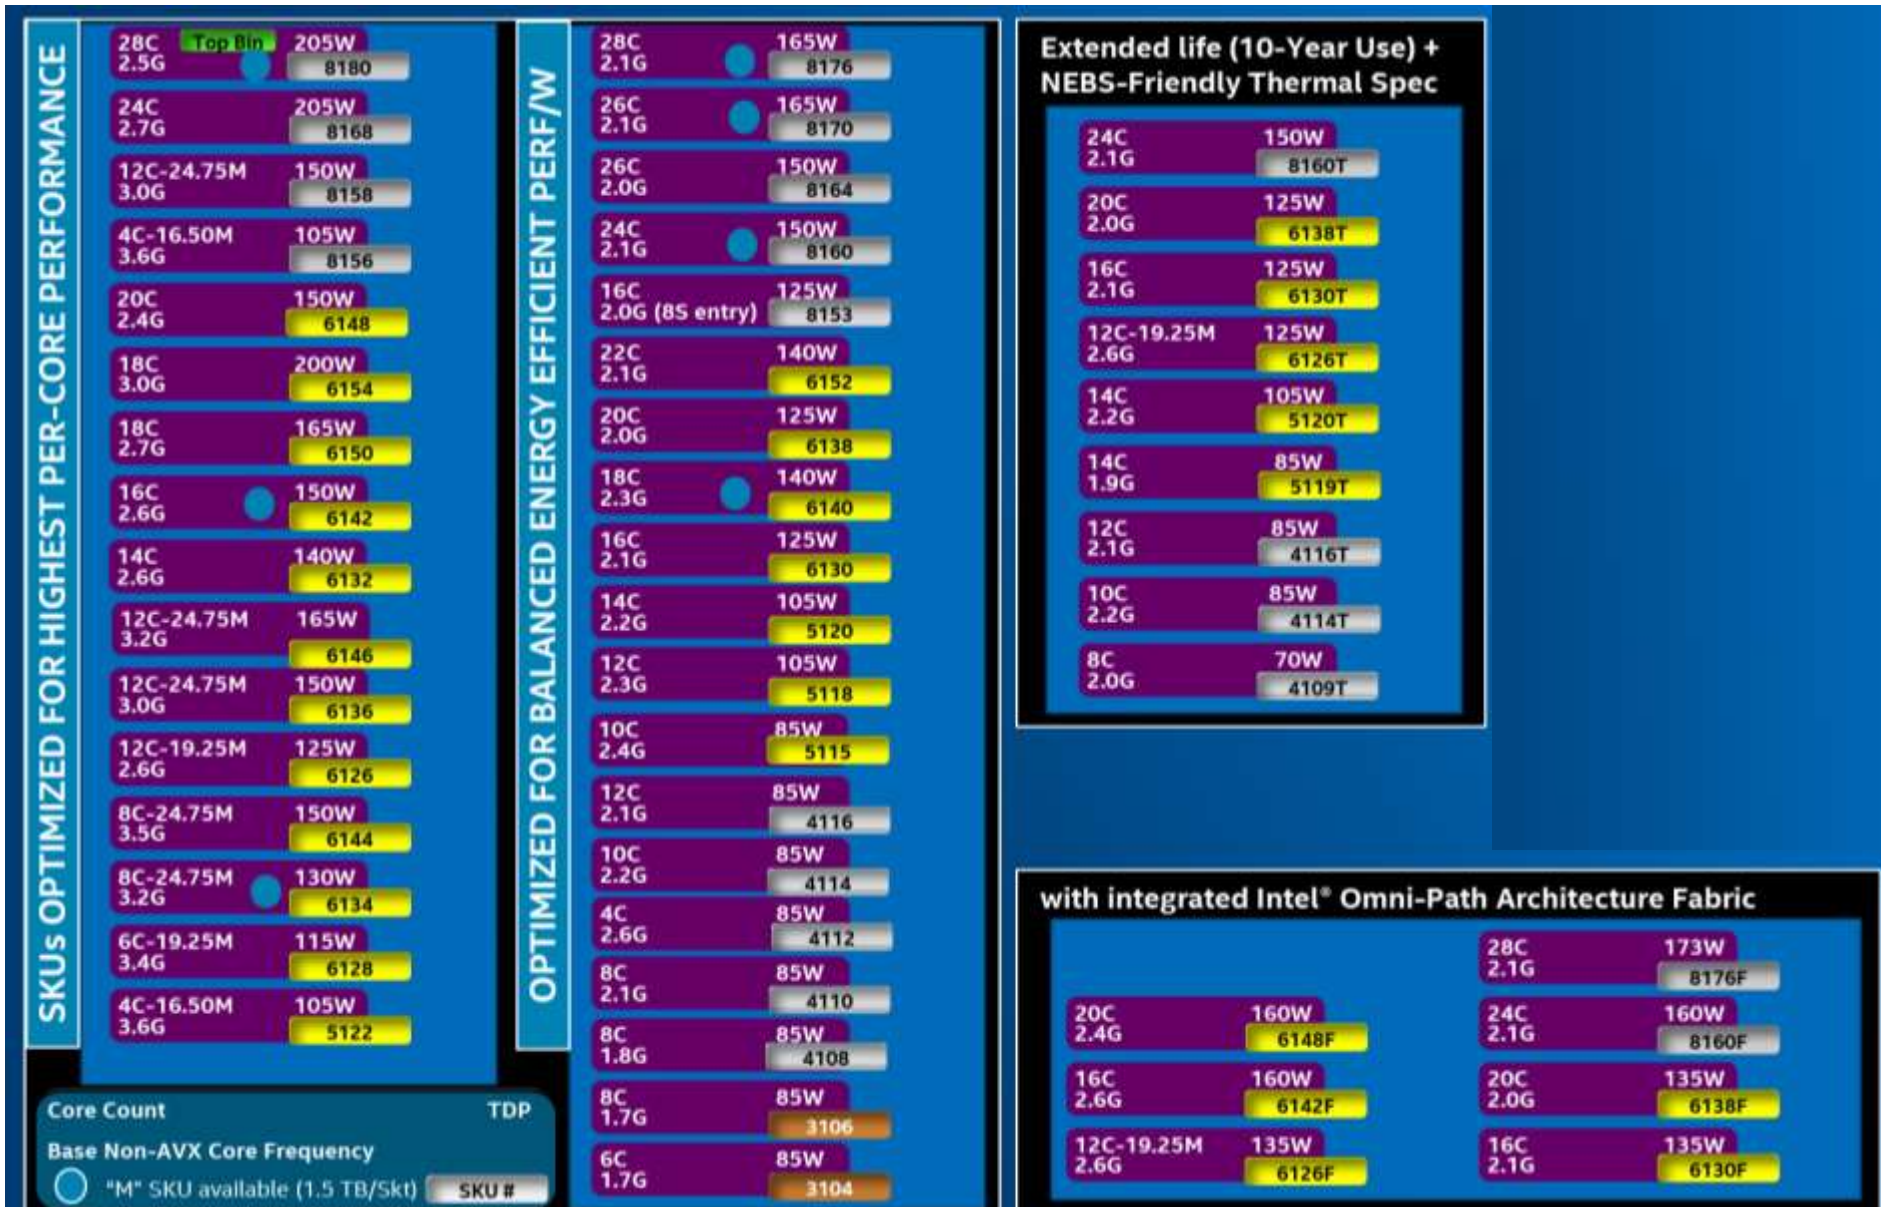 SKUs OPTIMIZED FOR HIGHEST PER-CORE PERFORMANCE
28C Top Bin 205W
2.5G 8180
24C 205W
2.7G 8168
12C-24.75M 150W
3.0G 8158
4C-16.50M 105W
3.6G 8156
20C 150W
2.4G 6148
18C 200W
3.0G 6154
18C 165W
2.7G 6150
16C 150W
2.6G 6142
14C 140W
2.6G 6132
12C-24.75M 165W
3.2G 6146
12C-24.75M 150W
3.0G 6136
12C-19.25M 125W
2.6G 6126
8C-24.75M 150W
3.5G 6144
8C-24.75M 130W
3.2G 6134
6C-19.25M 115W
3.4G 6128
4C-16.50M 105W
3.6G 5122
Core Count TDP
Base Non-AVX Core Frequency
"M" SKU available (1.5 TB/Skt) SKU #
OPTIMIZED FOR BALANCED ENERGY EFFICIENT PERF/W
28C 165W
2.1G 8176
26C 165W
2.1G 8170
26C 150W
2.0G 8164
24C 150W
2.1G 8160
16C 125W
2.0G (8S entry) 8153
22C 140W
2.1G 6152
20C 125W
2.0G 6138
18C 140W
2.3G 6140
16C 125W
2.1G 6130
14C 105W
2.2G 5120
12C 105W
2.3G 5118
10C 85W
2.4G 5115
12C 85W
2.1G 4116
10C 85W
2.2G 4114
4C 85W
2.6G 4112
8C 85W
2.1G 4110
8C 85W
1.8G 4108
8C 85W
1.7G 3106
6C 85W
1.7G 3104
Extended life (10-Year Use) +
NEBS-Friendly Thermal Spec
24C 150W
2.1G 8160T
20C 125W
2.0G 6138T
16C 125W
2.1G 6130T
12C-19.25M 125W
2.6G 6126T
14C 105W
2.2G 5120T
14C 85W
1.9G 5119T
12C 85W
2.1G 4116T
10C 85W
2.2G 4114T
8C 70W
2.0G 4109T
with integrated Intel® Omni-Path Architecture Fabric
28C 173W
2.1G 8176F
20C 160W 24C 160W
2.4G 6148F 2.1G 8160F
16C 160W 20C 135W
2.6G 6142F 2.0G 6138F
12C-19.25M 135W 16C 135W
2.6G 6126F 2.1G 6130F